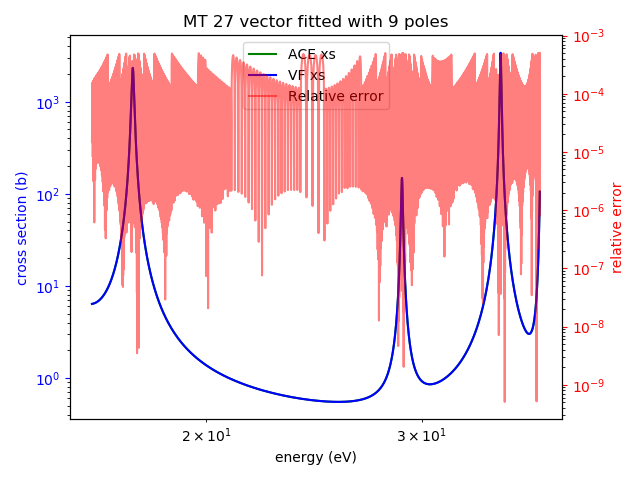 MT 27 vector fitted with 9 poles
ACE xs
VF xs
Relative error
cross section (b)
10³
10²
10¹
10⁰
10⁻³
10⁻⁴
10⁻⁵
10⁻⁶
10⁻⁷
10⁻⁸
10⁻⁹
relative error
2 × 10¹
3 × 10¹
energy (eV)